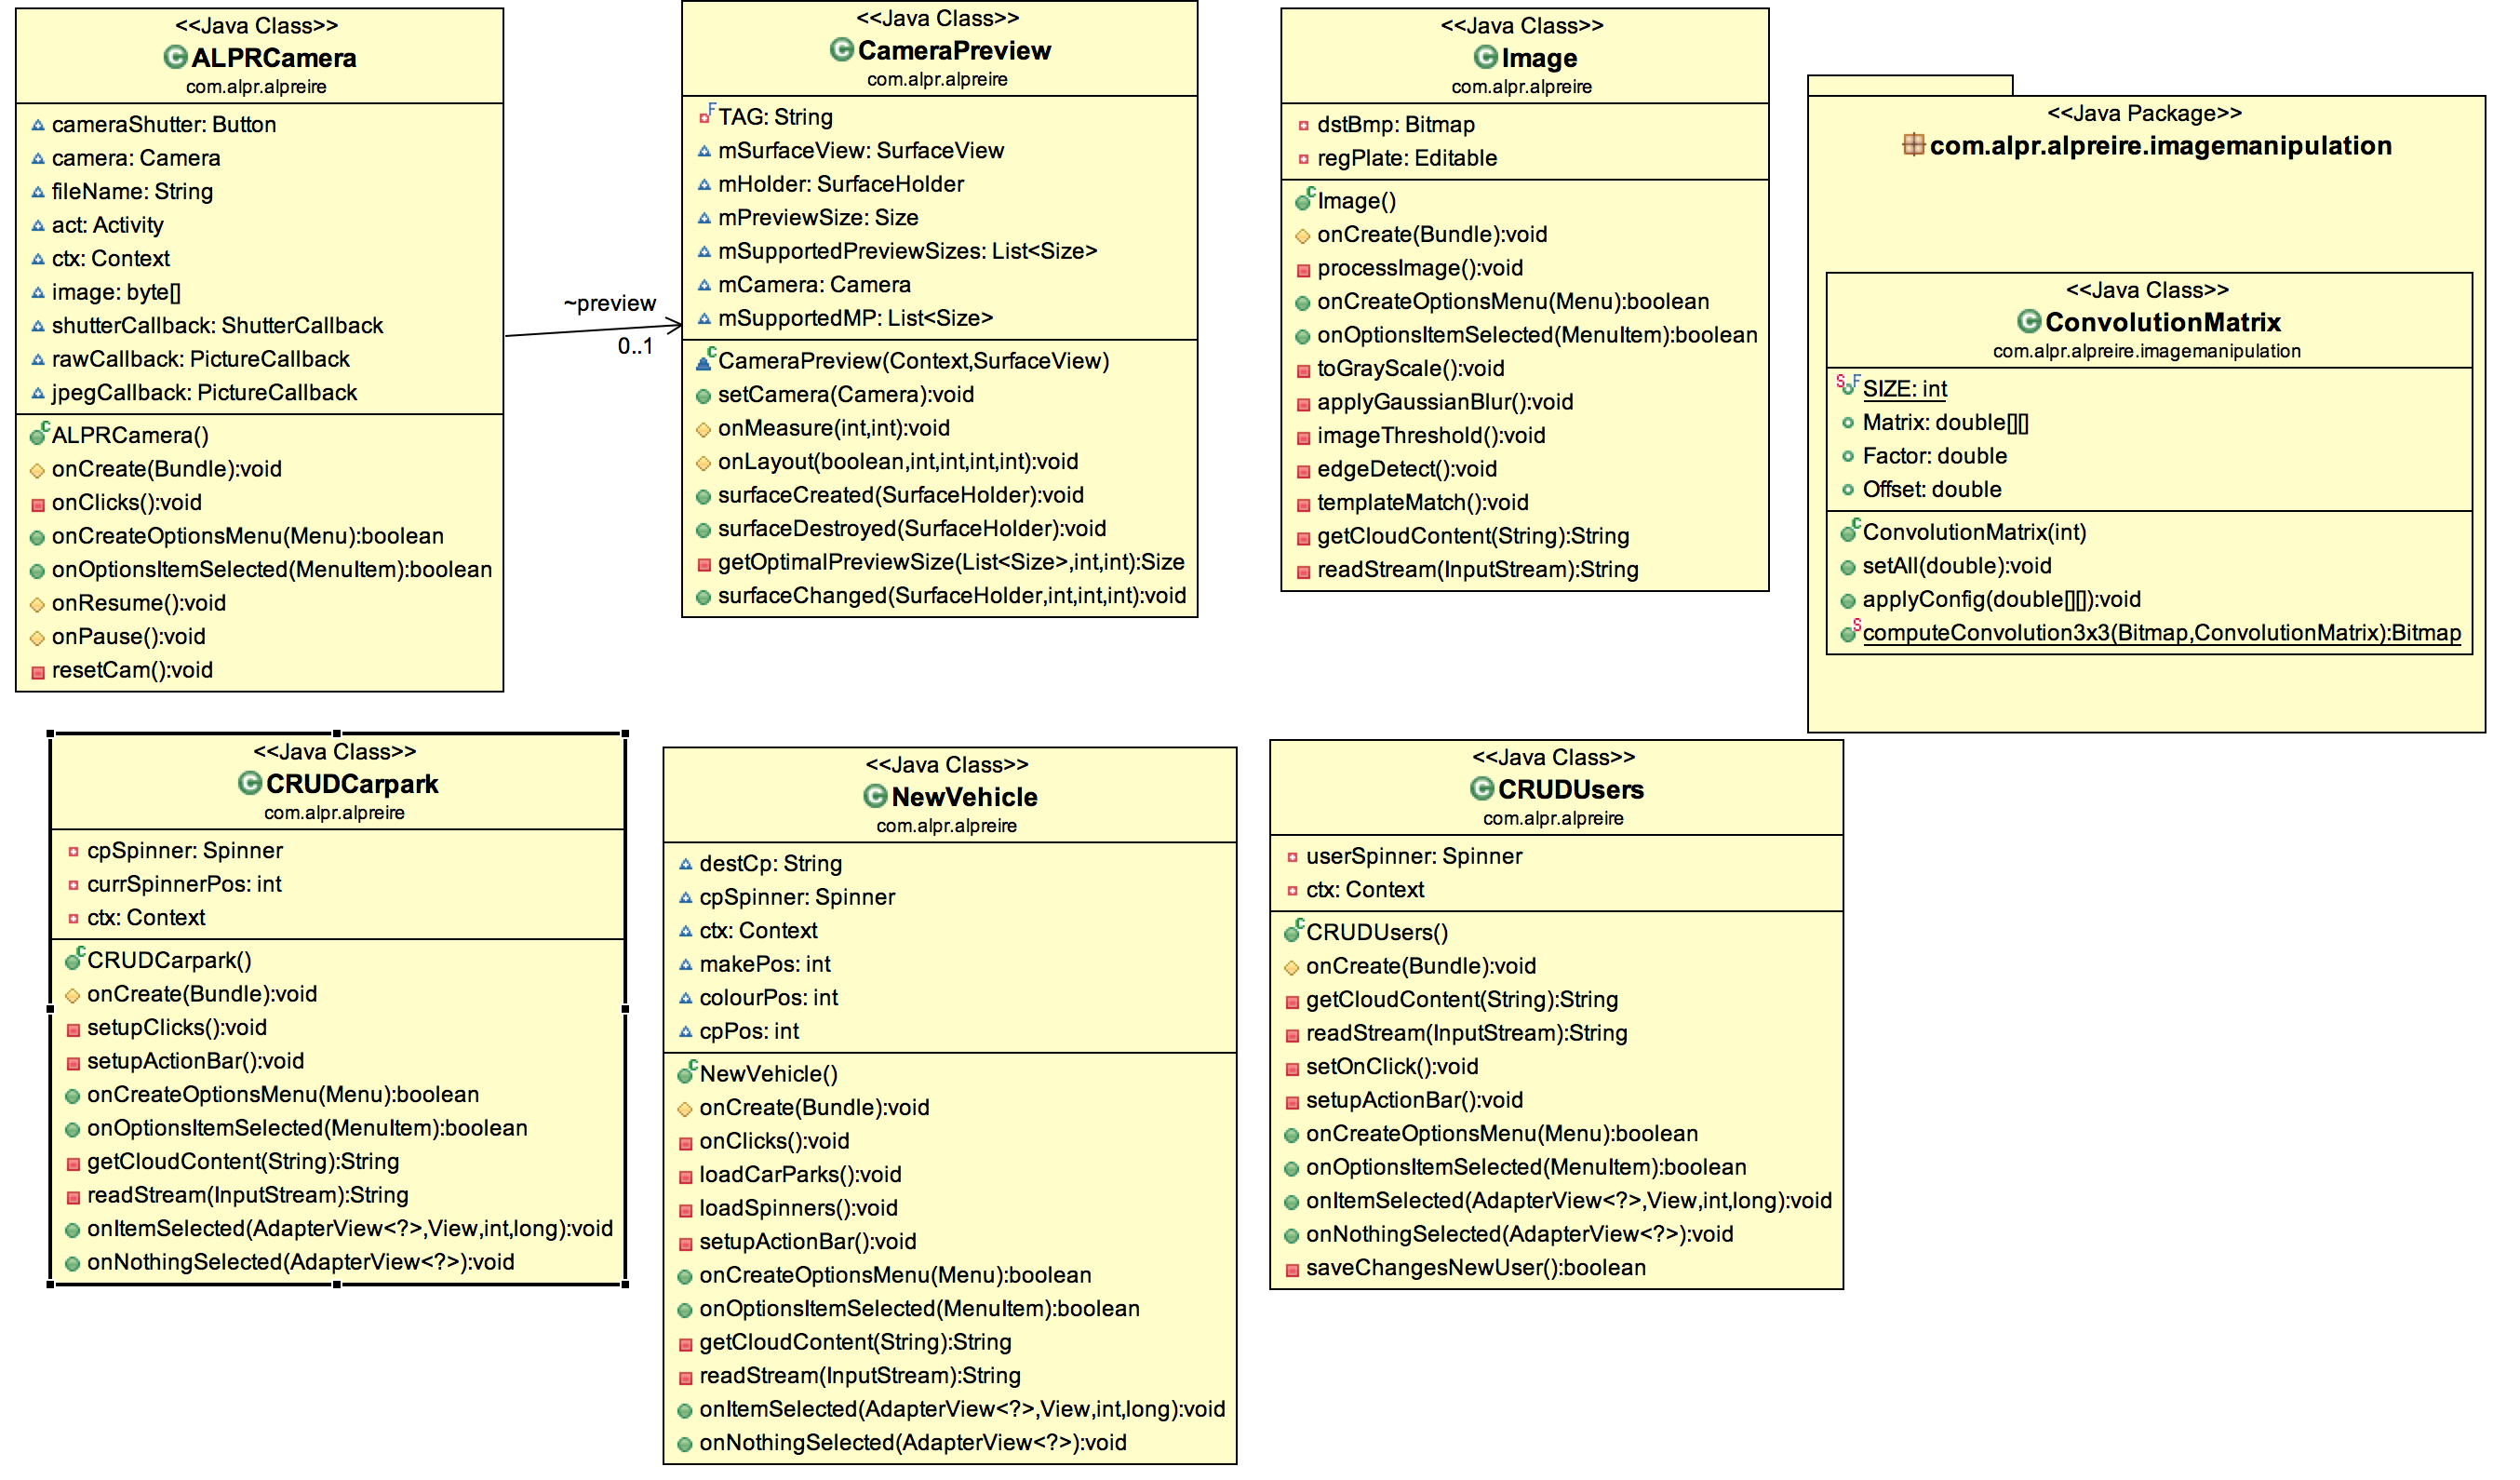 <<Java Class>>
ALPRCamera
com.alpr.alpreire
cameraShutter: Button
camera: Camera
fileName: String
act: Activity
ctx: Context
image: byte[]
shutterCallback: ShutterCallback
rawCallback: PictureCallback
jpegCallback: PictureCallback
ALPRCamera()
onCreate(Bundle):void
onClicks():void
onCreateOptionsMenu(Menu):boolean
onOptionsItemSelected(MenuItem):boolean
onResume():void
onPause():void
resetCam():void
~preview
0..1
<<Java Class>>
CameraPreview
com.alpr.alpreire
TAG: String
mSurfaceView: SurfaceView
mHolder: SurfaceHolder
mPreviewSize: Size
mSupportedPreviewSizes: List<Size>
mCamera: Camera
mSupportedMP: List<Size>
CameraPreview(Context,SurfaceView)
setCamera(Camera):void
onMeasure(int,int):void
onLayout(boolean,int,int,int,int):void
surfaceCreated(SurfaceHolder):void
surfaceDestroyed(SurfaceHolder):void
getOptimalPreviewSize(List<Size>,int,int):Size
surfaceChanged(SurfaceHolder,int,int,int):void
<<Java Class>>
Image
com.alpr.alpreire
dstBmp: Bitmap
regPlate: Editable
Image()
onCreate(Bundle):void
processImage():void
onCreateOptionsMenu(Menu):boolean
onOptionsItemSelected(MenuItem):boolean
toGrayScale():void
applyGaussianBlur():void
imageThreshold():void
edgeDetect():void
templateMatch():void
getCloudContent(String):String
readStream(InputStream):String
<<Java Package>>
com.alpr.alpreire.imagemanipulation
<<Java Class>>
ConvolutionMatrix
com.alpr.alpreire.imagemanipulation
SIZE: int
Matrix: double[][]
Factor: double
Offset: double
ConvolutionMatrix(int)
setAll(double):void
applyConfig(double[][]):void
computeConvolution3x3(Bitmap,ConvolutionMatrix):Bitmap
<<Java Class>>
CRUDCarpark
com.alpr.alpreire
cpSpinner: Spinner
currSpinnerPos: int
ctx: Context
CRUDCarpark()
onCreate(Bundle):void
setupClicks():void
setupActionBar():void
onCreateOptionsMenu(Menu):boolean
onOptionsItemSelected(MenuItem):boolean
getCloudContent(String):String
readStream(InputStream):String
onItemSelected(AdapterView<?>,View,int,long):void
onNothingSelected(AdapterView<?>):void
<<Java Class>>
NewVehicle
com.alpr.alpreire
destCp: String
cpSpinner: Spinner
ctx: Context
makePos: int
colourPos: int
cpPos: int
NewVehicle()
onCreate(Bundle):void
onClicks():void
loadCarParks():void
loadSpinners():void
setupActionBar():void
onCreateOptionsMenu(Menu):boolean
onOptionsItemSelected(MenuItem):boolean
getCloudContent(String):String
readStream(InputStream):String
onItemSelected(AdapterView<?>,View,int,long):void
onNothingSelected(AdapterView<?>):void
<<Java Class>>
CRUDUsers
com.alpr.alpreire
userSpinner: Spinner
ctx: Context
CRUDUsers()
onCreate(Bundle):void
getCloudContent(String):String
readStream(InputStream):String
setOnClick():void
setupActionBar():void
onCreateOptionsMenu(Menu):boolean
onOptionsItemSelected(MenuItem):boolean
onItemSelected(AdapterView<?>,View,int,long):void
onNothingSelected(AdapterView<?>):void
saveChangesNewUser():boolean